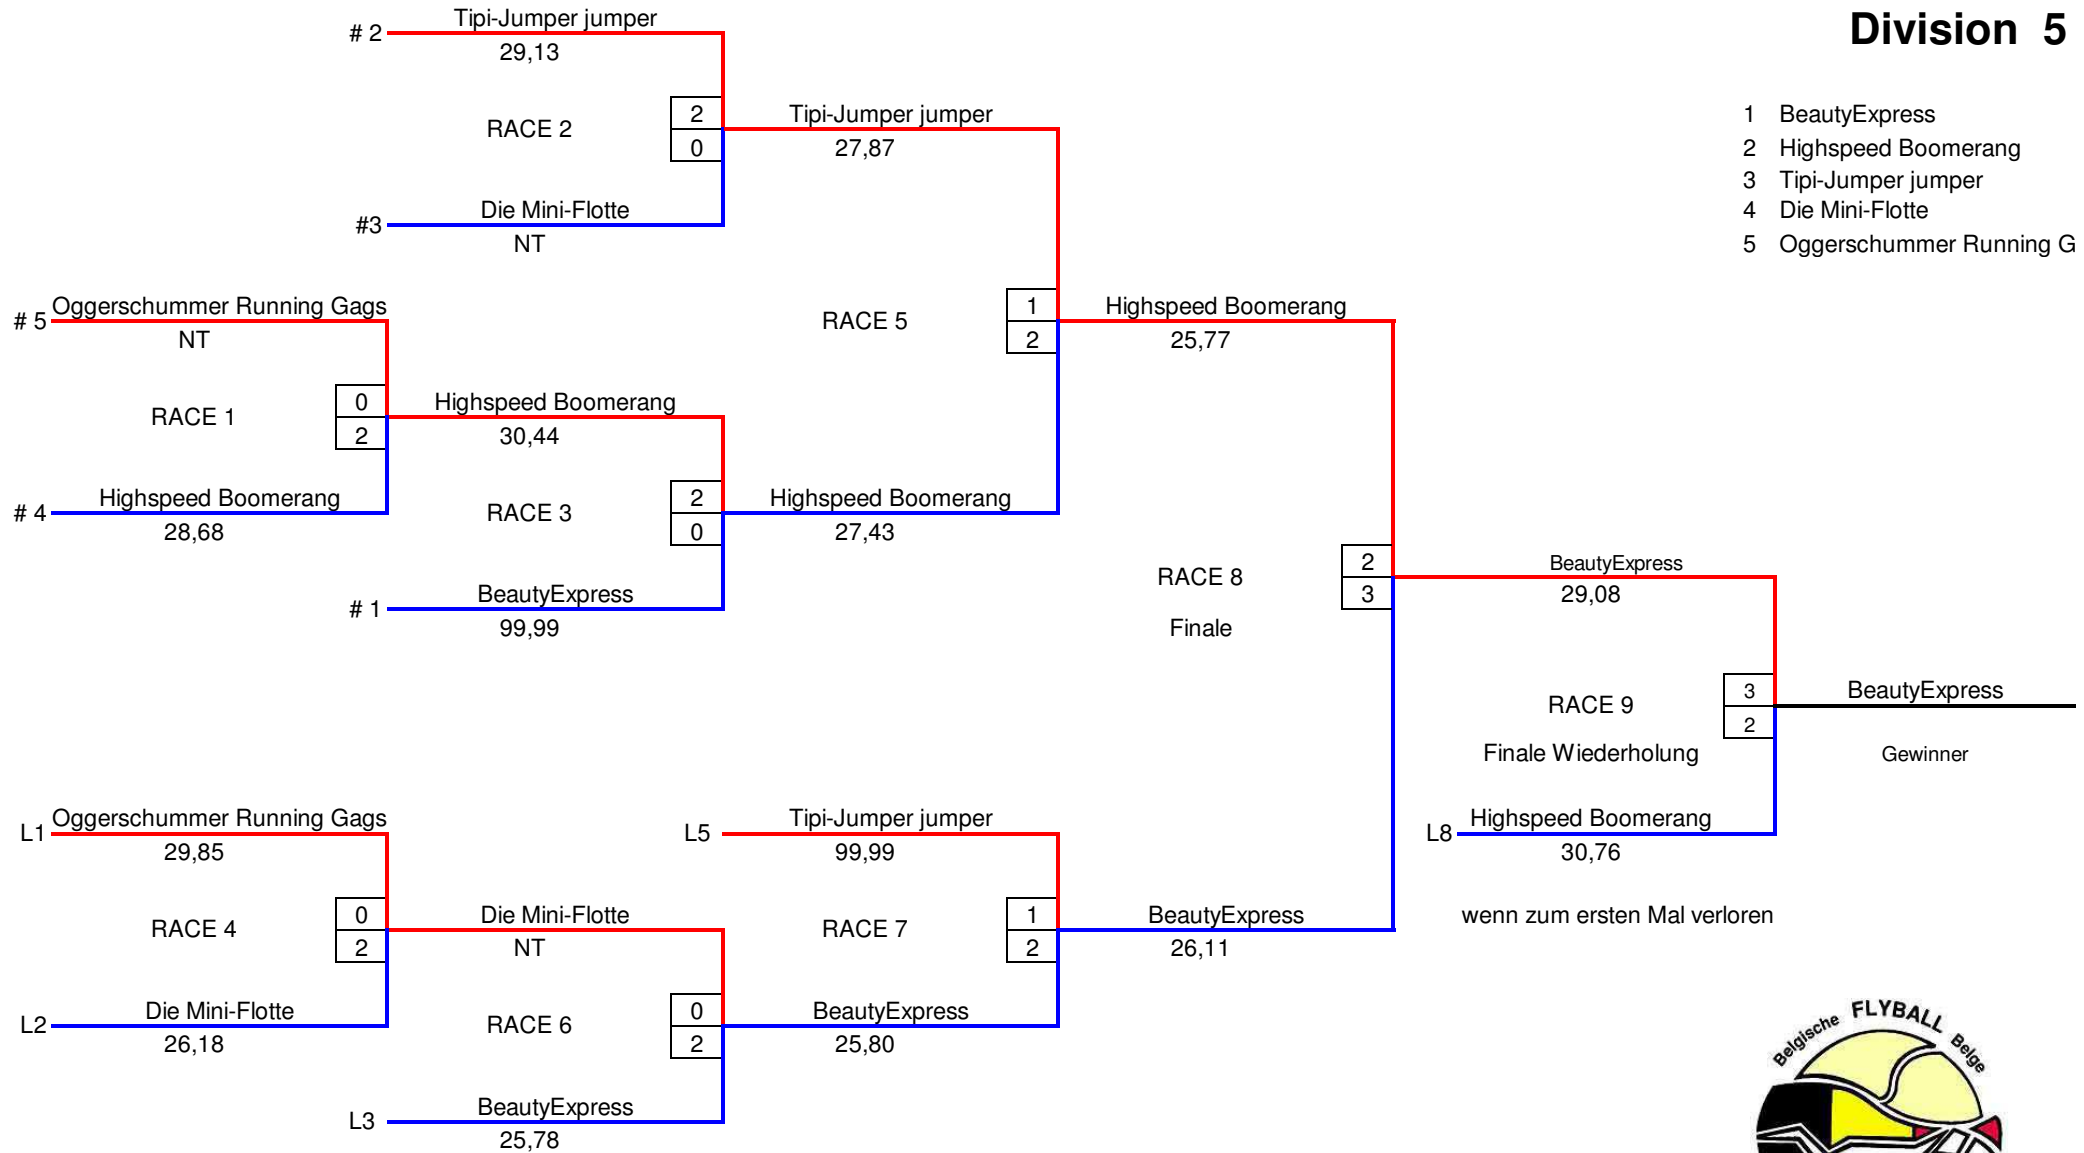 Division 5
1 BeautyExpress
2 Highspeed Boomerang
3 Tipi-Jumper jumper
4 Die Mini-Flotte
5 Oggerschummer Running G
# 2 Tipi-Jumper jumper
29,13
RACE 2
2
0
Tipi-Jumper jumper
27,87
#3 Die Mini-Flotte
NT
# 5 Oggerschummer Running Gags
NT
RACE 1
0
2
Highspeed Boomerang
30,44
# 4 Highspeed Boomerang
28,68
RACE 3
2
0
Highspeed Boomerang
27,43
# 1 BeautyExpress
99,99
RACE 5
1
2
Highspeed Boomerang
25,77
RACE 8
Finale
2
3
BeautyExpress
29,08
RACE 9
Finale Wiederholung
3
2
BeautyExpress
Gewinner
L8 Highspeed Boomerang
30,76
wenn zum ersten Mal verloren
L1 Oggerschummer Running Gags
29,85
RACE 4
0
2
Die Mini-Flotte
NT
L2 Die Mini-Flotte
26,18
RACE 6
0
2
BeautyExpress
25,80
L3 BeautyExpress
25,78
L5 Tipi-Jumper jumper
99,99
RACE 7
1
2
BeautyExpress
26,11
Belgische FLYBALL Belge